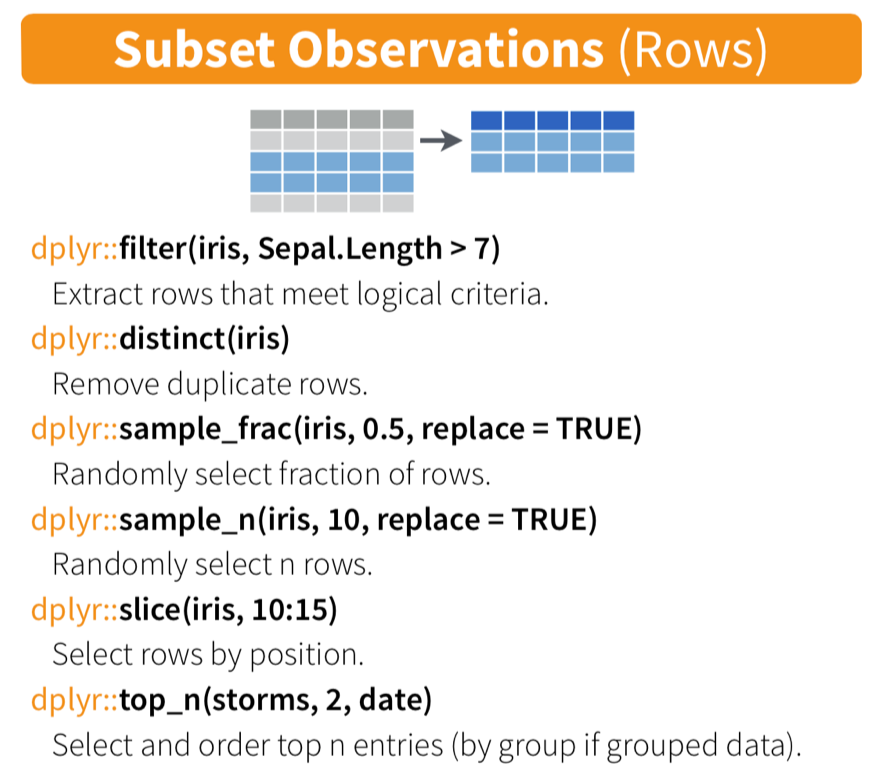 Subset Observations (Rows)
dplyr::filter(iris, Sepal.Length > 7)
Extract rows that meet logical criteria.
dplyr::distinct(iris)
Remove duplicate rows.
dplyr::sample_frac(iris, 0.5, replace = TRUE)
Randomly select fraction of rows.
dplyr::sample_n(iris, 10, replace = TRUE)
Randomly select n rows.
dplyr::slice(iris, 10:15)
Select rows by position.
dplyr::top_n(storms, 2, date)
Select and order top n entries (by group if grouped data).